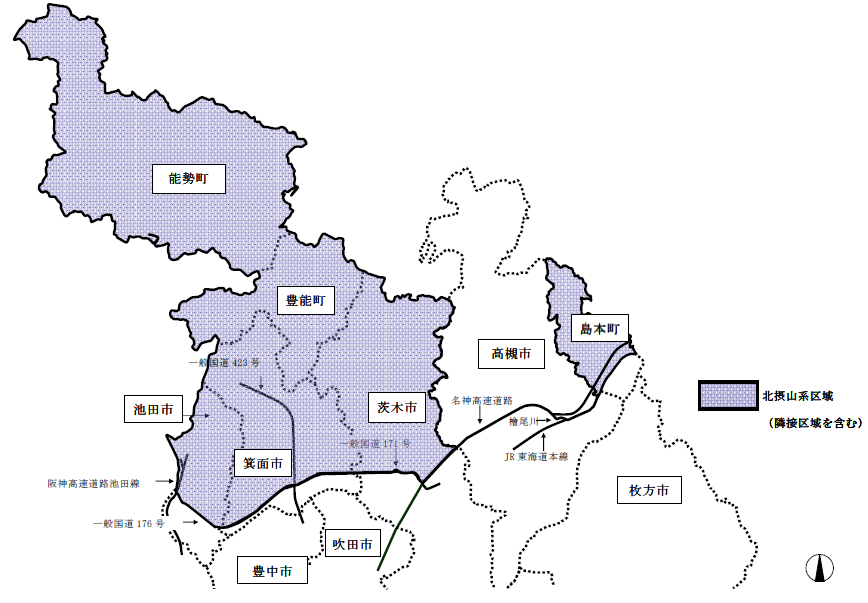 能勢町
豊能町
島本町
高槻市
一般国道 423 号
池田市
茨木市
名神高速道路
北摂山系区域
（隣接区域を含む）
檜尾川
一般国道 171 号
JR 東海道本線
箕面市
阪神高速道路池田線
枚方市
一般国道 176 号
吹田市
豊中市